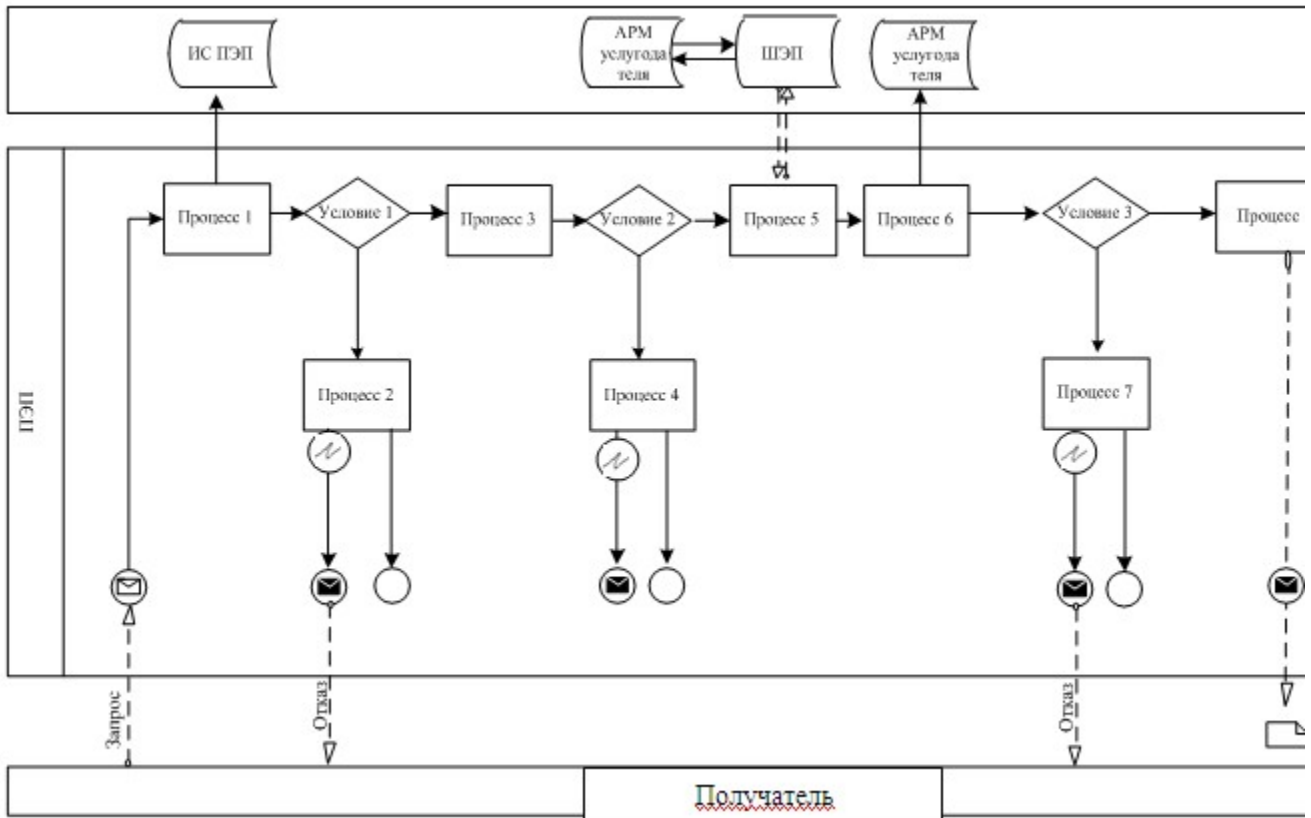 ИС ПЭП
АРМ
услугода
теля
ШЭП
АРМ
услугода
теля
Процесс 1
Условие 1
Процесс 3
Условие 2
Процесс 5
Процесс 6
Условие 3
Процесс
Процесс 2
Процесс 4
Процесс 7
ПЭП
Запрос
Отказ
Отказ
Получатель